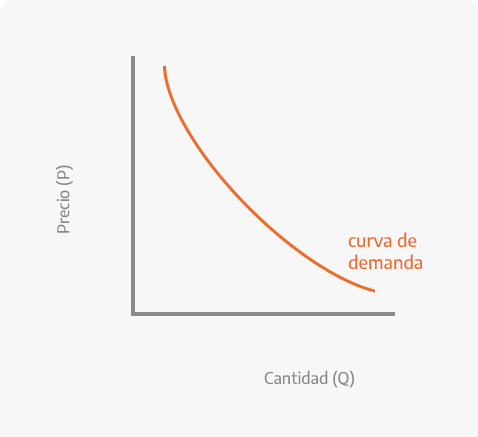 Precio (P)
curva de
demanda
Cantidad (Q)